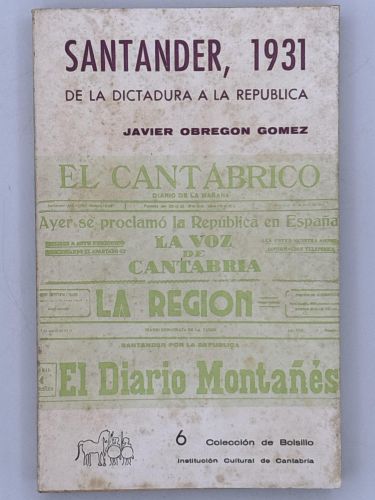 SANTANDER, 1931
DE LA DICTADURA A LA REPUBLICA
JAVIER OBREGON GOMEZ
EL CANTÁBRICO
DIARIO DE LA MAÑANA
Ayer se proclamó la República en España
LA VOZ
DE
CANTABRIA
LA REGION
SANTANDER POR LA REPUBLICA
El Diario Montañés
6 Colección de Bolsillo
Institución Cultural de Cantabria